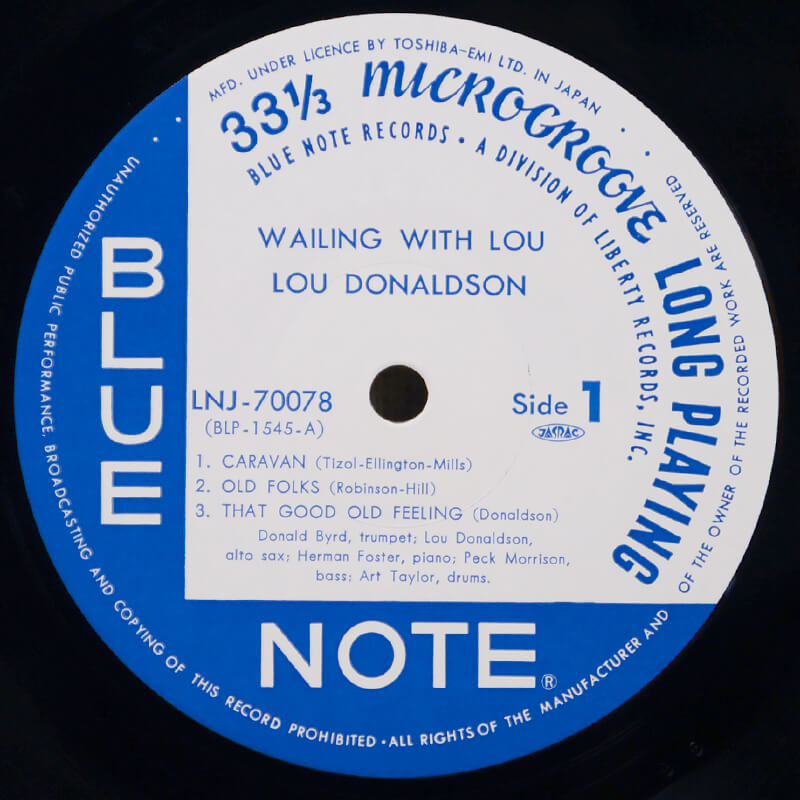 MFD. UNDER LICENCE BY TOSHIBA-EMI LTD. IN JAPAN
33⅓ MICROGROOVE LONG PLAYING
BLUE NOTE RECORDS • A DIVISION OF LIBERTY RECORDS, INC.
WAILING WITH LOU
LOU DONALDSON
LNJ-70078
(BLP-1545-A)
Side 1
JASRAC
1. CARAVAN (Tizol-Ellington-Mills)
2. OLD FOLKS (Robinson-Hill)
3. THAT GOOD OLD FEELING (Donaldson)
Donald Byrd, trumpet; Lou Donaldson,
alto sax; Herman Foster, piano; Peck Morrison,
bass; Art Taylor, drums.
BLUE
NOTE®
UNAUTHORIZED PUBLIC PERFORMANCE, BROADCASTING AND COPYING OF THIS RECORD PROHIBITED • ALL RIGHTS OF THE MANUFACTURER AND OF THE OWNER OF THE RECORDED WORK ARE RESERVED